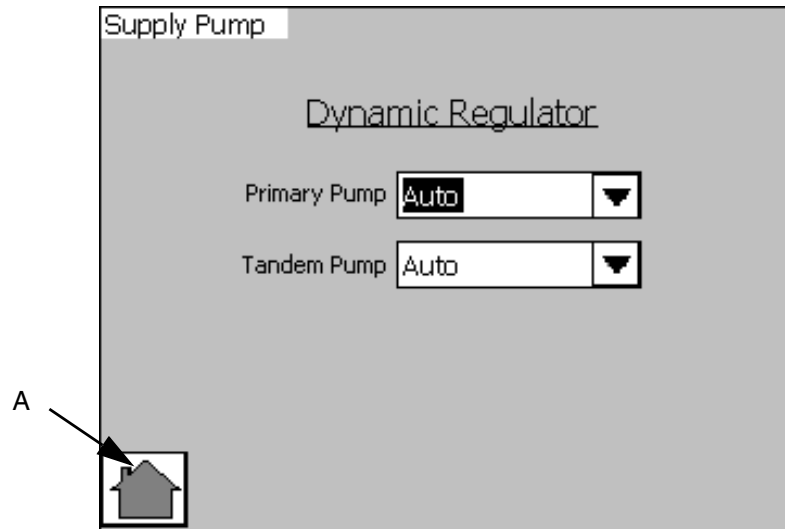 Supply Pump
Dynamic Regulator
Primary Pump Auto
Tandem Pump Auto
A